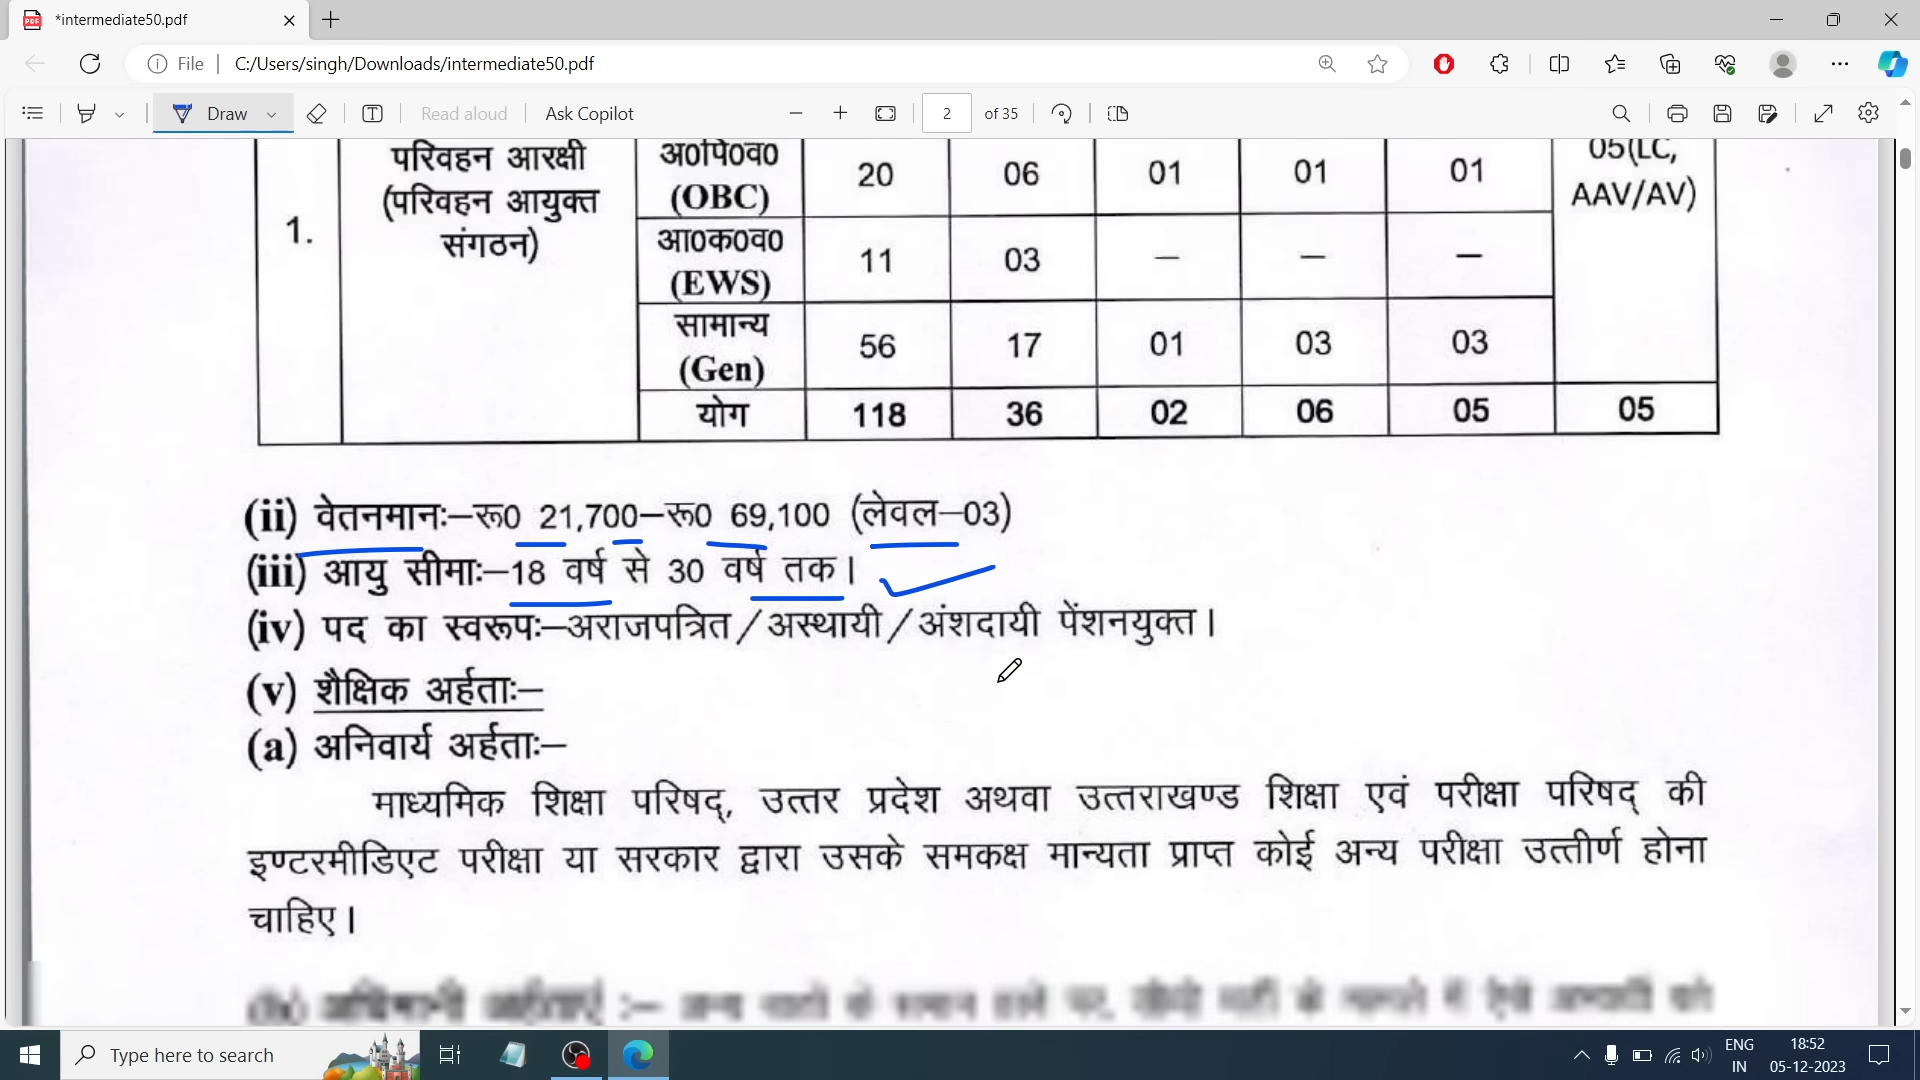 *intermediate50.pdf
File C:/Users/singh/Downloads/intermediate50.pdf
Draw Read aloud Ask Copilot 2 of 35
1. परिवहन आरक्षी (परिवहन आयुक्त संगठन) अ0पि0व0 (OBC) 20 06 01 01 01 05(LC, AAV/AV)
आ0क0व0 (EWS) 11 03 – – –
सामान्य (Gen) 56 17 01 03 03
योग 118 36 02 06 05 05
(ii) वेतनमानः–रू0 21,700–रू0 69,100 (लेवल–03)
(iii) आयु सीमाः–18 वर्ष से 30 वर्ष तक।
(iv) पद का स्वरूपः–अराजपत्रित/अस्थायी/अंशदायी पेंशनयुक्त।
(v) शैक्षिक अर्हताः–
(a) अनिवार्य अर्हताः–
माध्यमिक शिक्षा परिषद्, उत्तर प्रदेश अथवा उत्तराखण्ड शिक्षा एवं परीक्षा परिषद् की
इण्टरमीडिएट परीक्षा या सरकार द्वारा उसके समकक्ष मान्यता प्राप्त कोई अन्य परीक्षा उत्तीर्ण होना
चाहिए।
Type here to search
ENG 18:52
IN 05-12-2023